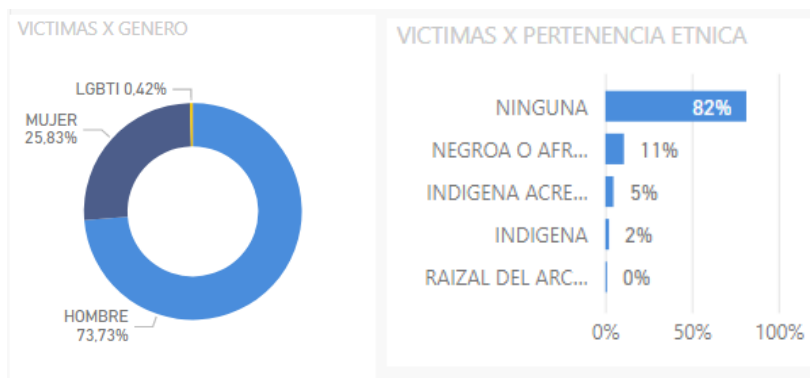 VICTIMAS X GENERO
LGBTI 0,42%
MUJER
25,83%
HOMBRE
73,73%
VICTIMAS X PERTENENCIA ETNICA
NINGUNA 82%
NEGROA O AFR... 11%
INDIGENA ACRE... 5%
INDIGENA 2%
RAIZAL DEL ARC... 0%
0% 50% 100%